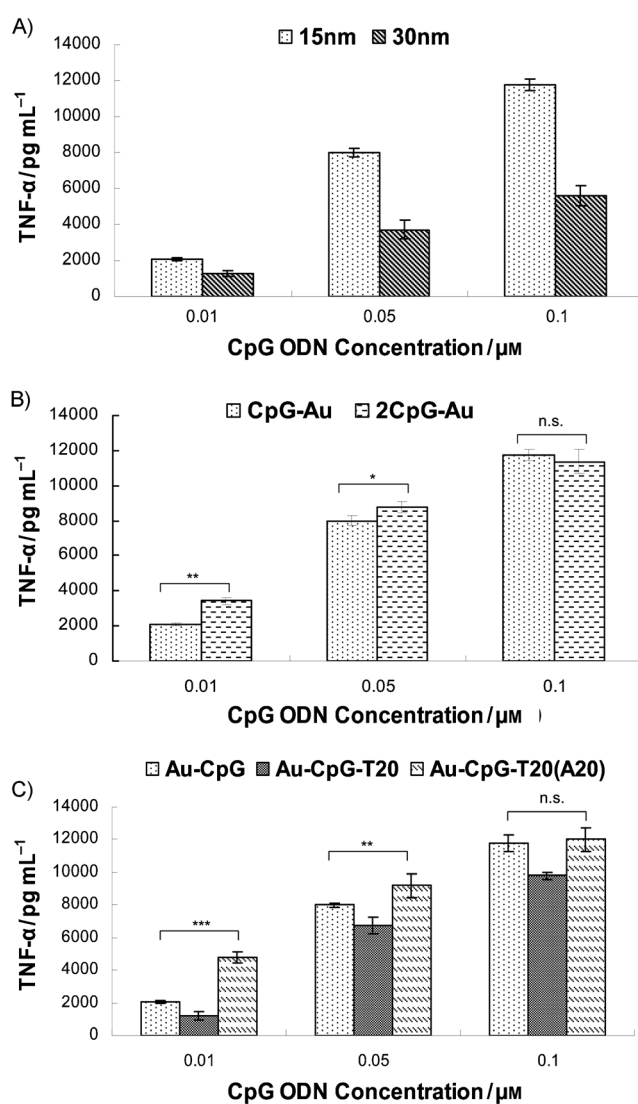 A)
15nm 30nm
14000
12000
10000
8000
6000
4000
2000
0
TNF-α/pg mL⁻¹
0.01 0.05 0.1
CpG ODN Concentration/μM
B)
CpG-Au 2CpG-Au
14000
12000
10000
8000
6000
4000
2000
0
TNF-α/pg mL⁻¹
**
*
n.s.
0.01 0.05 0.1
CpG ODN Concentration/μM )
C)
Au-CpG Au-CpG-T20 Au-CpG-T20(A20)
14000
12000
10000
8000
6000
4000
2000
0
TNF-α/pg mL⁻¹
***
**
n.s.
0.01 0.05 0.1
CpG ODN Concentration/μM